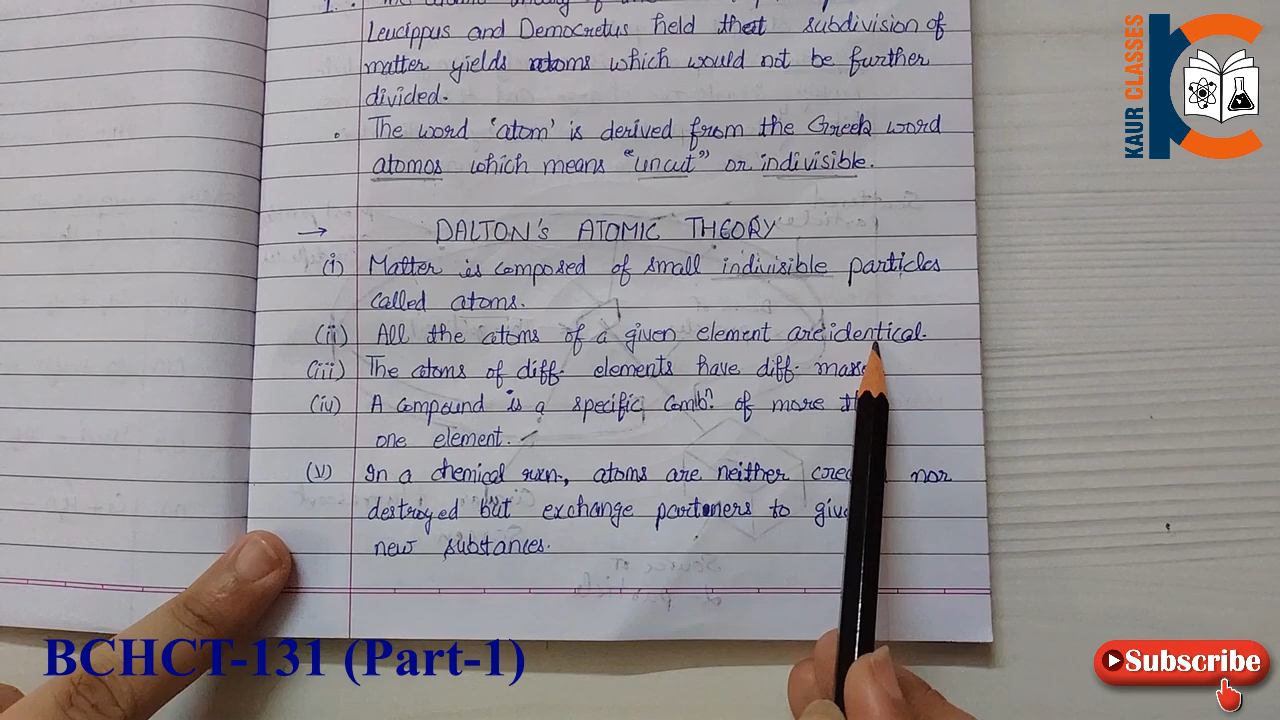 Leucippus and Democretus held that subdivision of
matter yields atoms which would not be further
divided.
The word 'atom' is derived from the Greek word
atomos which means "uncut" or indivisible.
→ DALTON's ATOMIC THEORY
(i) Matter is composed of small indivisible particles
called atoms.
(ii) All the atoms of a given element are identical.
(iii) The atoms of diff. elements have diff.
(iv) A compound is a specific combn. of more
one element.
(v) In a chemical rxn, atoms are neither nor
destroyed but exchange partners to
new substances.
KAUR CLASSES
BCHCT-131 (Part-1)
Subscribe